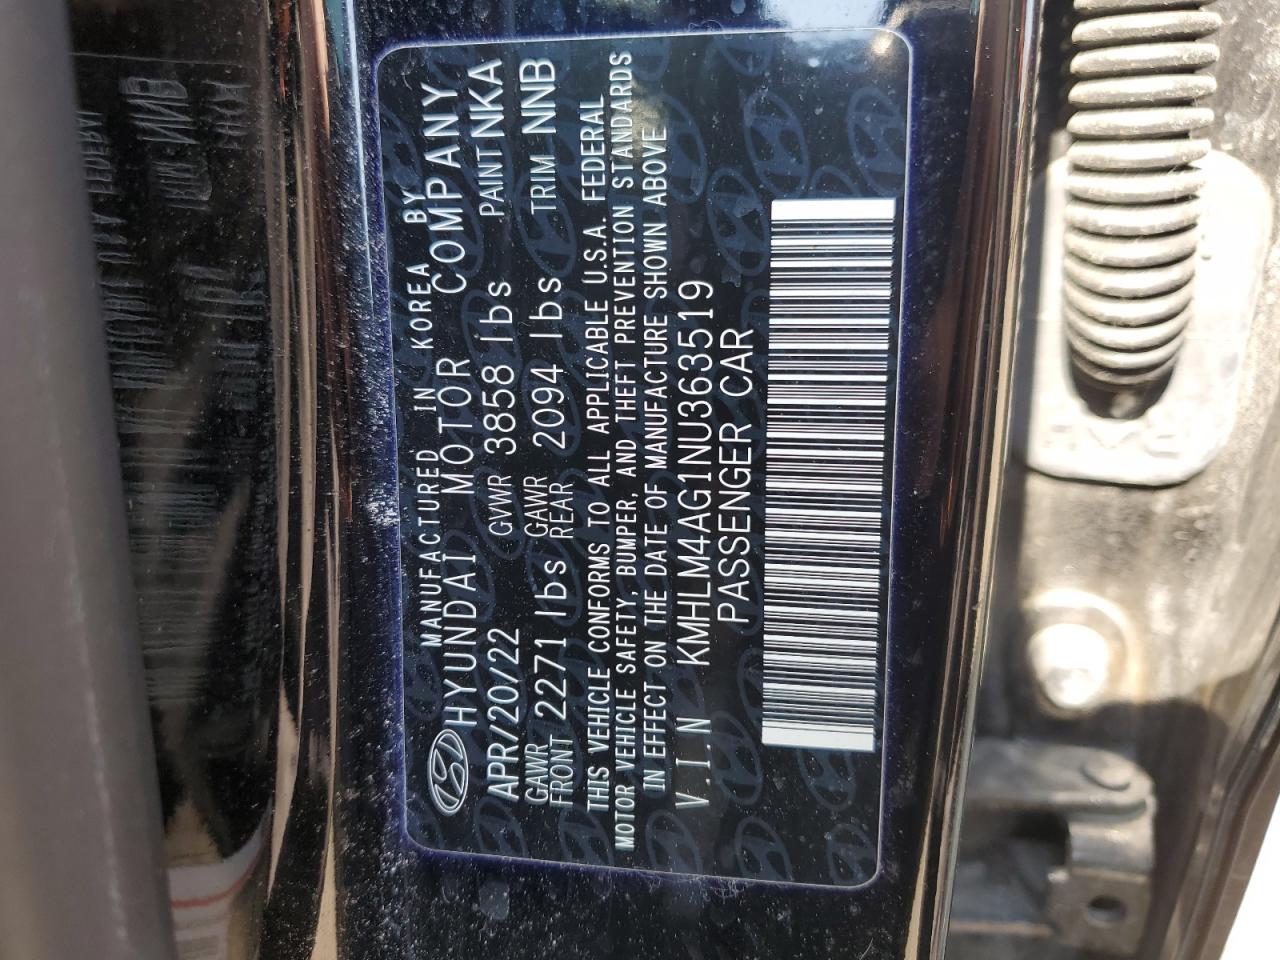 MANUFACTURED IN KOREA BY
HYUNDAI MOTOR COMPANY
APR/20/22 GVWR 3858 lbs PAINT NKA
GAWR FRONT 2271 lbs GAWR REAR 2094 lbs TRIM NNB
THIS VEHICLE CONFORMS TO ALL APPLICABLE U.S.A. FEDERAL
MOTOR VEHICLE SAFETY, BUMPER, AND THEFT PREVENTION STANDARDS
IN EFFECT ON THE DATE OF MANUFACTURE SHOWN ABOVE
V.I.N KMHLM4AG1NU363519
PASSENGER CAR